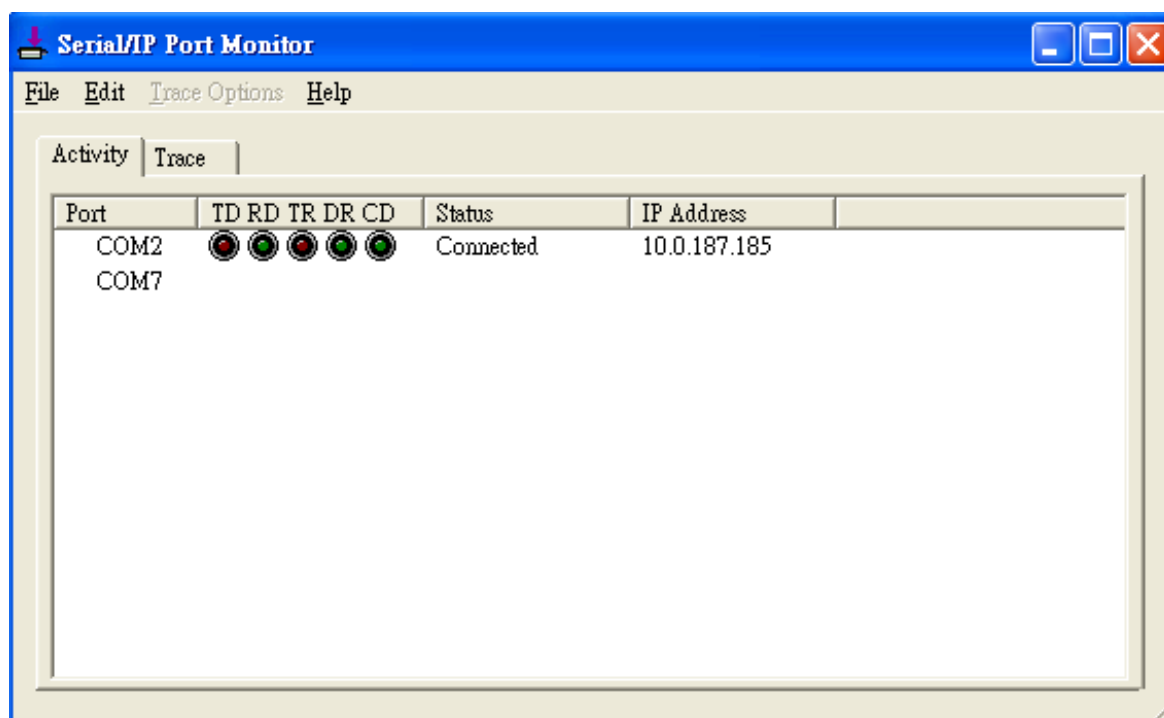 Serial/IP Port Monitor
File Edit Trace Options Help
Activity Trace
Port TD RD TR DR CD Status IP Address
COM2 Connected 10.0.187.185
COM7